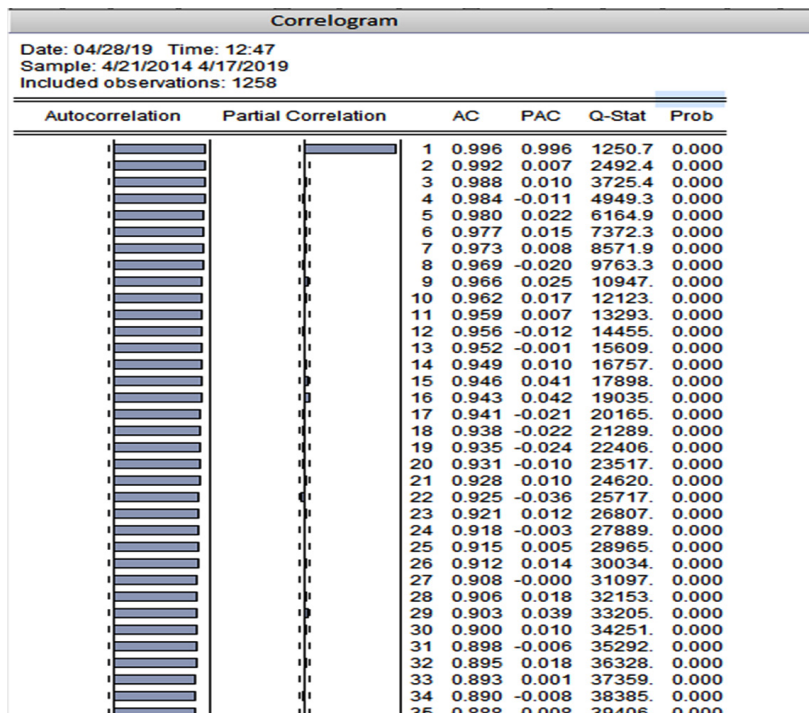 Correlogram
Date: 04/28/19 Time: 12:47
Sample: 4/21/2014 4/17/2019
Included observations: 1258
Autocorrelation Partial Correlation AC PAC Q-Stat Prob
1 0.996 0.996 1250.7 0.000
2 0.992 0.007 2492.4 0.000
3 0.988 0.010 3725.4 0.000
4 0.984 -0.011 4949.3 0.000
5 0.980 0.022 6164.9 0.000
6 0.977 0.015 7372.3 0.000
7 0.973 0.008 8571.9 0.000
8 0.969 -0.020 9763.3 0.000
9 0.966 0.025 10947. 0.000
10 0.962 0.017 12123. 0.000
11 0.959 0.007 13293. 0.000
12 0.956 -0.012 14455. 0.000
13 0.952 -0.001 15609. 0.000
14 0.949 0.010 16757. 0.000
15 0.946 0.041 17898. 0.000
16 0.943 0.042 19035. 0.000
17 0.941 -0.021 20165. 0.000
18 0.938 -0.022 21289. 0.000
19 0.935 -0.024 22406. 0.000
20 0.931 -0.010 23517. 0.000
21 0.928 0.010 24620. 0.000
22 0.925 -0.036 25717. 0.000
23 0.921 0.012 26807. 0.000
24 0.918 -0.003 27889. 0.000
25 0.915 0.005 28965. 0.000
26 0.912 0.014 30034. 0.000
27 0.908 -0.000 31097. 0.000
28 0.906 0.018 32153. 0.000
29 0.903 0.039 33205. 0.000
30 0.900 0.010 34251. 0.000
31 0.898 -0.006 35292. 0.000
32 0.895 0.018 36328. 0.000
33 0.893 0.001 37359. 0.000
34 0.890 -0.008 38385. 0.000
35 0.888 0.008 39406. 0.000